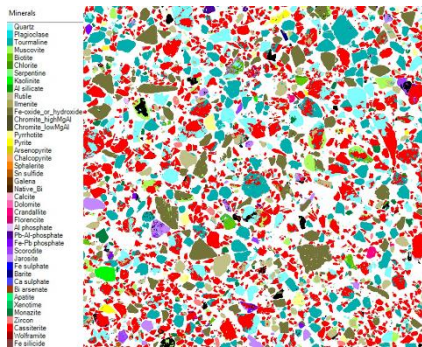 Minerals
Quartz
Plagioclase
Tourmaline
Muscovite
Biotite
Chlorite
Serpentine
Kaolinite
Al silicate
Rutile
Ilmenite
Fe-oxide_or_hydroxide
Chromite_highMgAl
Chromite_lowMgAl
Pyrrhotite
Pyrite
Arsenopyrite
Chalcopyrite
Sphalerite
Sn sulfide
Galena
Native_Bi
Calcite
Dolomite
Crandallite
Florencite
Al phosphate
Pb-Al-phosphate
Fe-Pb phosphate
Scorodite
Jarosite
Fe sulphate
Barite
Ca sulphate
Bi arsenate
Apatite
Xenotime
Monazite
Zircon
Cassiterite
Wolframite
Fe silicide